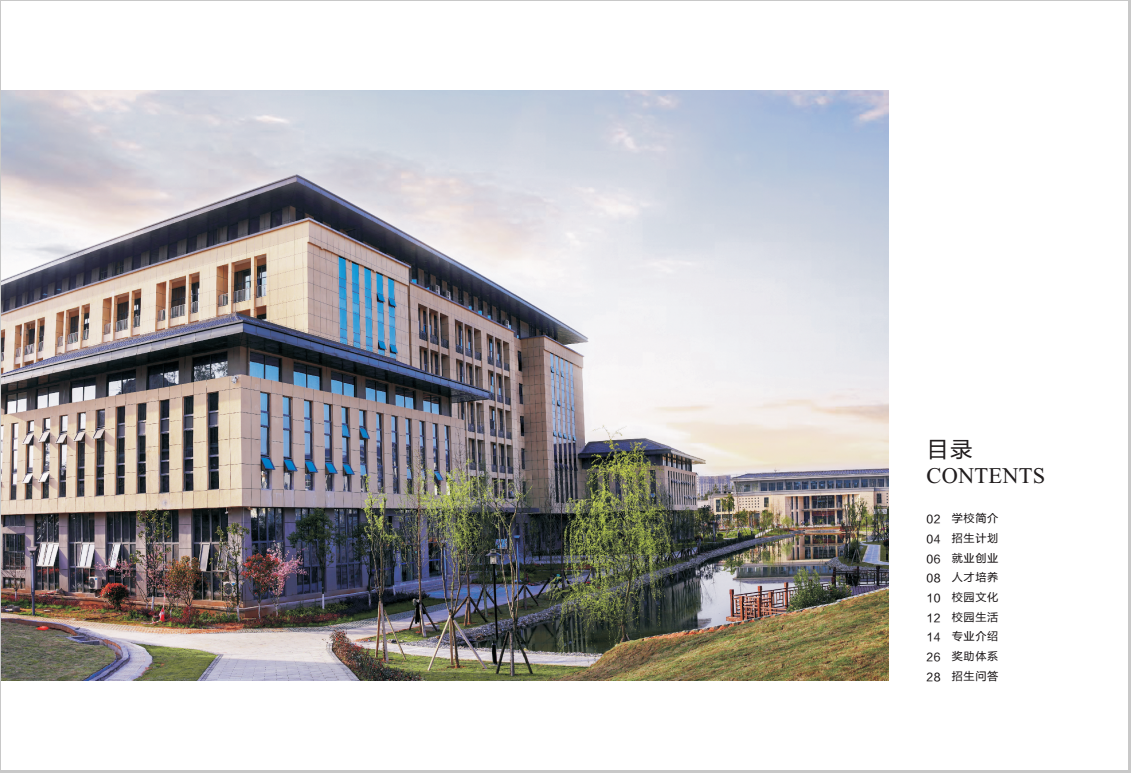 目录
CONTENTS
02 学校简介
04 招生计划
06 就业创业
08 人才培养
10 校园文化
12 校园生活
14 专业介绍
26 奖助体系
28 招生问答